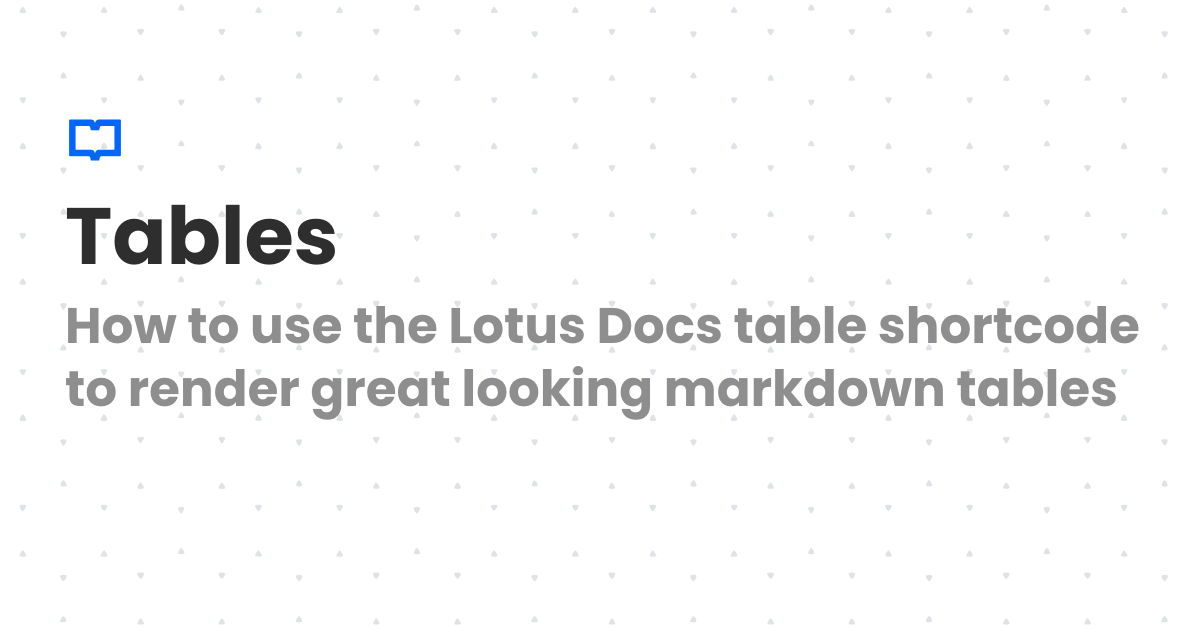 Tables
How to use the Lotus Docs table shortcode
to render great looking markdown tables